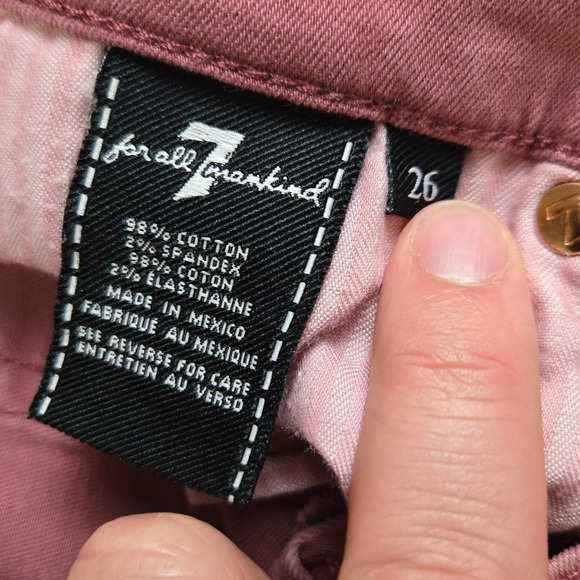 7
for all mankind
98% COTTON
2% SPANDEX
98% COTON
2% ÉLASTHANNE
MADE IN MEXICO
FABRIQUE AU MEXIQUE
SEE REVERSE FOR CARE
ENTRETIEN AU VERSO
26
7